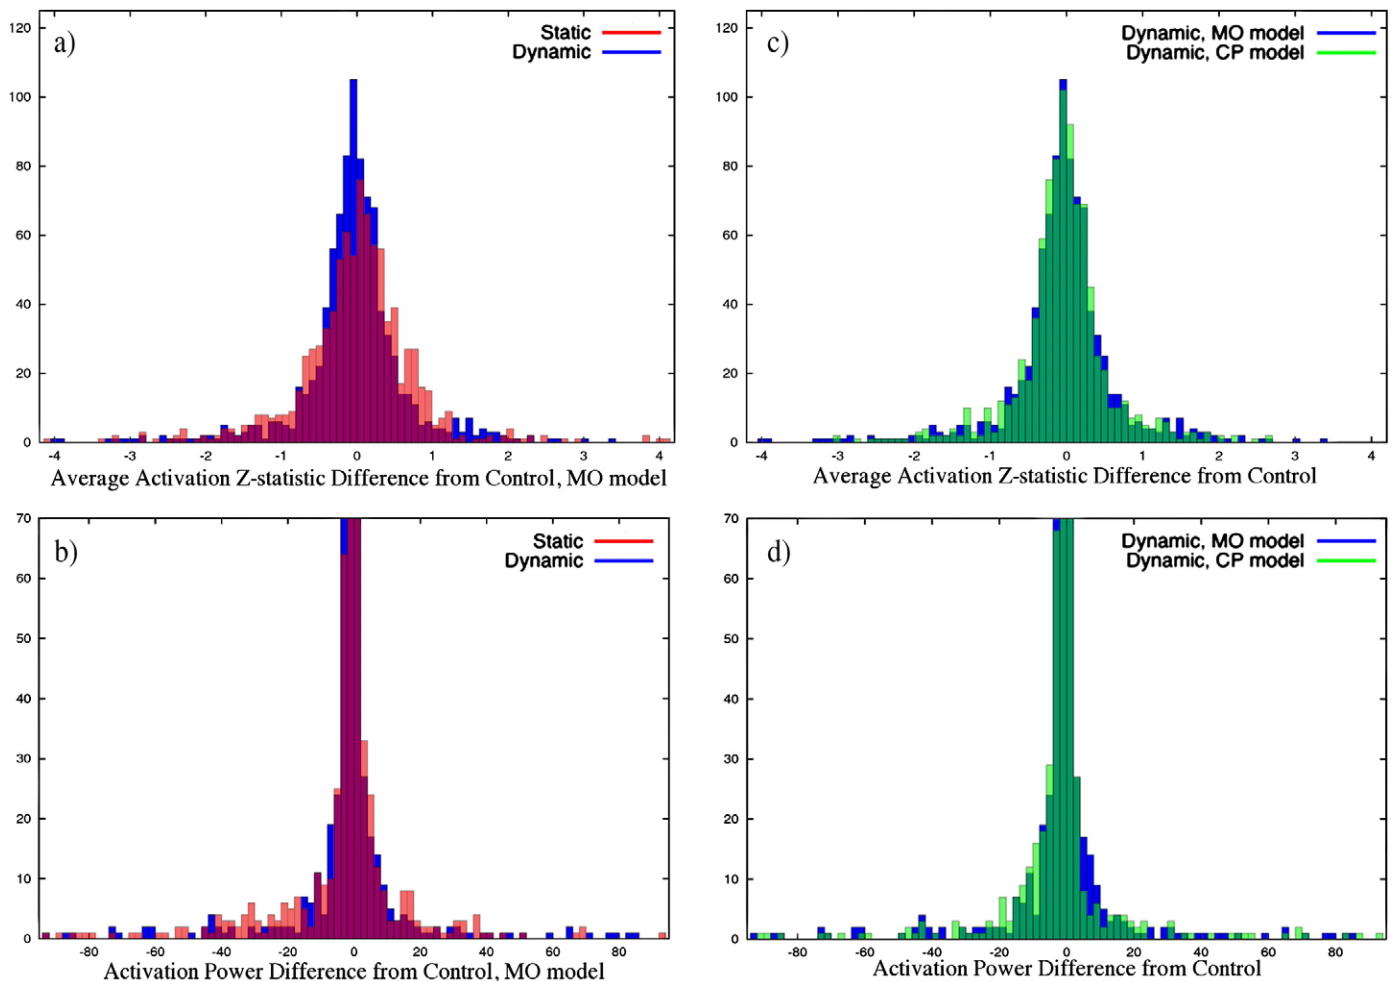 a)
Static
Dynamic
120
100
80
60
40
20
0
-4 -3 -2 -1 0 1 2 3 4
Average Activation Z-statistic Difference from Control, MO model
c)
Dynamic, MO model
Dynamic, CP model
120
100
80
60
40
20
0
-4 -3 -2 -1 0 1 2 3 4
Average Activation Z-statistic Difference from Control
b)
Static
Dynamic
70
60
50
40
30
20
10
0
-80 -60 -40 -20 0 20 40 60 80
Activation Power Difference from Control, MO model
d)
Dynamic, MO model
Dynamic, CP model
70
60
50
40
30
20
10
0
-80 -60 -40 -20 0 20 40 60 80
Activation Power Difference from Control